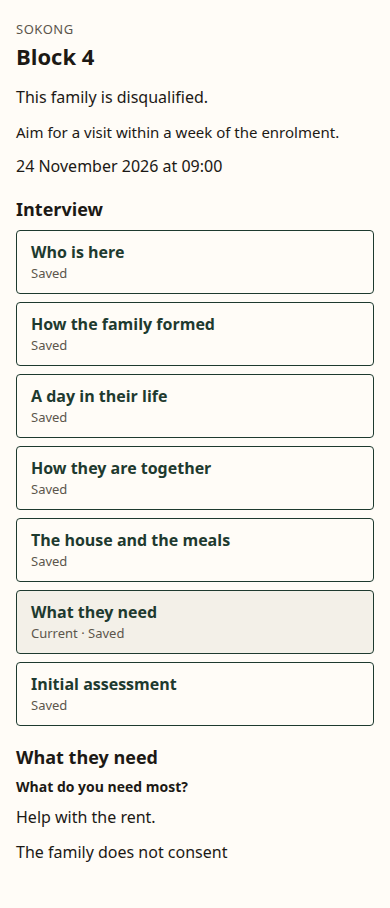 SOKONG
Block 4
This family is disqualified.
Aim for a visit within a week of the enrolment.
24 November 2026 at 09:00
Interview
Who is here
Saved
How the family formed
Saved
A day in their life
Saved
How they are together
Saved
The house and the meals
Saved
What they need
Current · Saved
Initial assessment
Saved
What they need
What do you need most?
Help with the rent.
The family does not consent